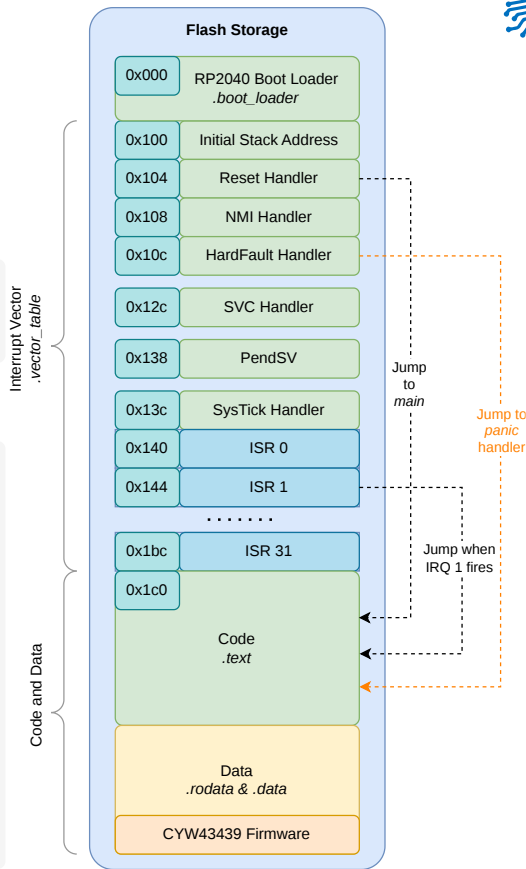 Flash Storage
0x000
RP2040 Boot Loader
.boot_loader
0x100
Initial Stack Address
0x104
Reset Handler
0x108
NMI Handler
0x10c
HardFault Handler
0x12c
SVC Handler
0x138
PendSV
0x13c
SysTick Handler
0x140
ISR 0
0x144
ISR 1
.......
0x1bc
ISR 31
0x1c0
Code
.text
Data
.rodata & .data
CYW43439 Firmware
Interrupt Vector
.vector_table
Code and Data
Jump
to
main
Jump to
panic
handler
Jump when
IRQ 1 fires